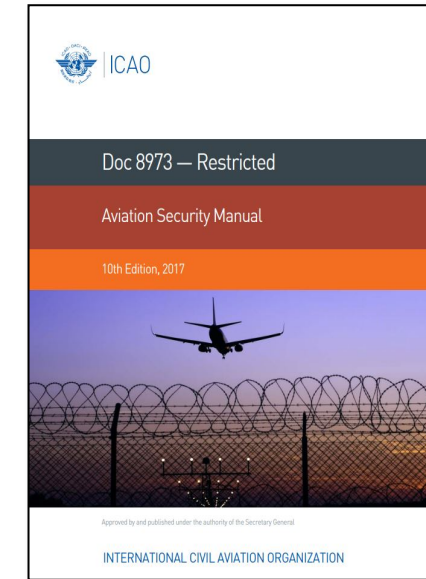 ICAO
Doc 8973 — Restricted
Aviation Security Manual
10th Edition, 2017
Approved by and published under the authority of the Secretary General
INTERNATIONAL CIVIL AVIATION ORGANIZATION